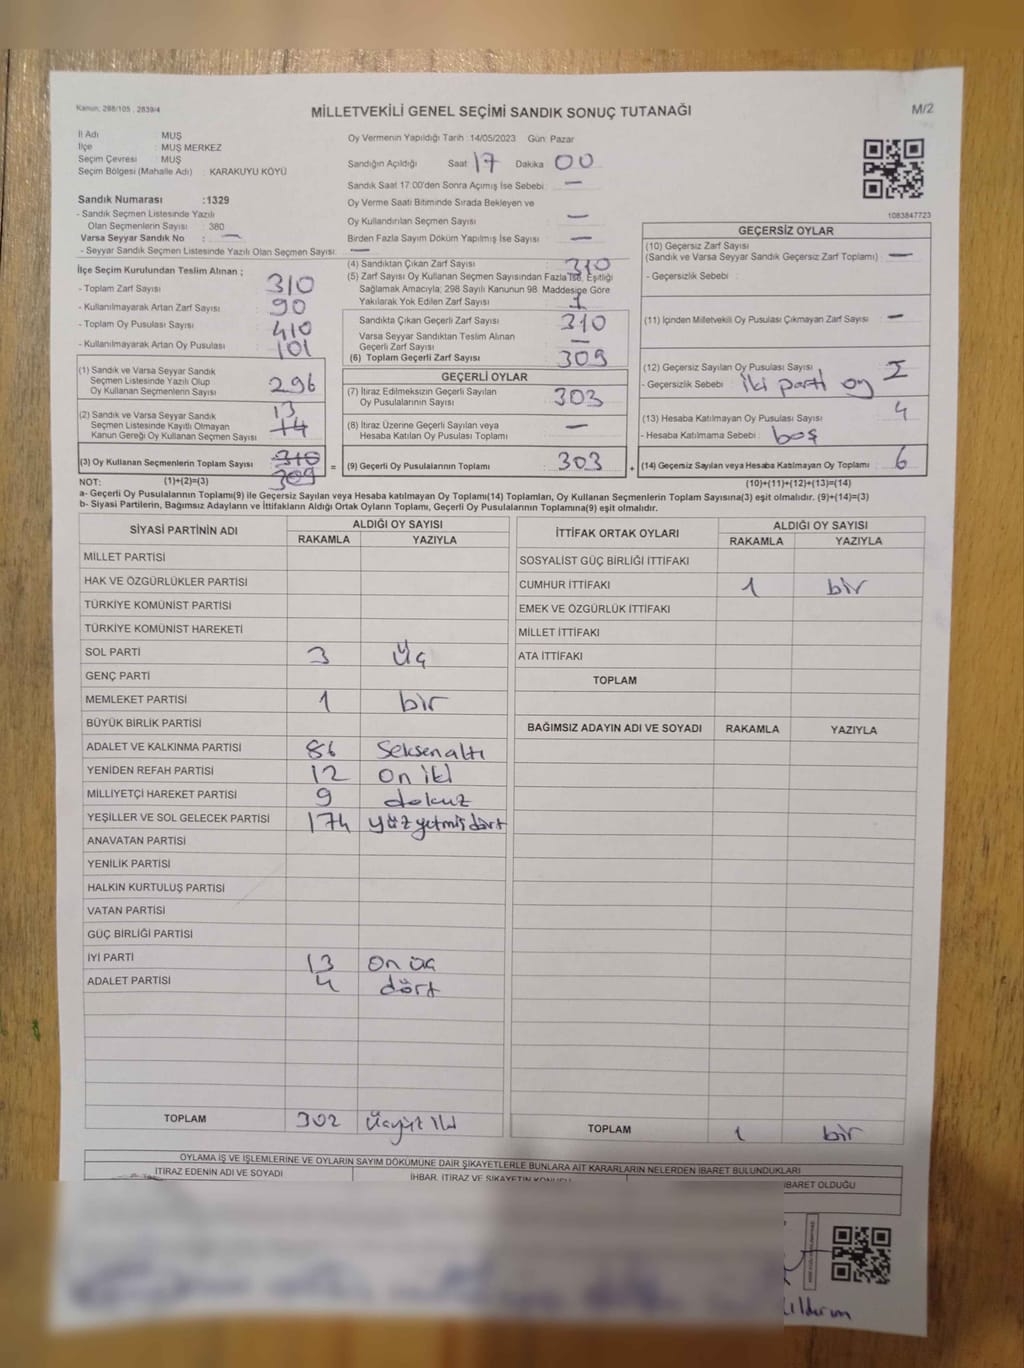 Kanun: 298/105 , 2839/4
MİLLETVEKİLİ GENEL SEÇİMİ SANDIK SONUÇ TUTANAĞI
M/2
İl Adı : MUŞ
İlçe : MUŞ MERKEZ
Seçim Çevresi : MUŞ
Seçim Bölgesi (Mahalle Adı) : KARAKUYU KÖYÜ
Sandık Numarası : 1329
- Sandık Seçmen Listesinde Yazılı
Olan Seçmenlerin Sayısı : 380
Varsa Seyyar Sandık No : —
- Seyyar Sandık Seçmen Listesinde Yazılı Olan Seçmen Sayısı: —
Oy Vermenin Yapıldığı Tarih :14/05/2023 Gün: Pazar
Sandığın Açıldığı Saat 17 Dakika 00
Sandık Saat 17:00'den Sonra Açımış İse Sebebi : —
Oy Verme Saati Bitiminde Sırada Bekleyen ve
Oy Kullandırılan Seçmen Sayısı —
Birden Fazla Sayım Döküm Yapılmış İse Sayısı : —
1083847723
İlçe Seçim Kurulundan Teslim Alınan ;
- Toplam Zarf Sayısı : 310
- Kullanılmayarak Artan Zarf Sayısı : 90
- Toplam Oy Pusulası Sayısı : 410
- Kullanılmayarak Artan Oy Pusulası : 101
(1) Sandık ve Varsa Seyyar Sandık
Seçmen Listesinde Yazılı Olup
Oy Kullanan Seçmenlerin Sayısı : 296
(2) Sandık ve Varsa Seyyar Sandık
Seçmen Listesinde Kayıtlı Olmayan
Kanun Gereği Oy Kullanan Seçmen Sayısı : 14 13
(3) Oy Kullanan Seçmenlerin Toplam Sayısı : 310 309
(1)+(2)=(3)
(4) Sandıktan Çıkan Zarf Sayısı : 310
(5) Zarf Sayısı Oy Kullanan Seçmen Sayısından Fazla İse, Eşitliği
Sağlamak Amacıyla; 298 Sayılı Kanunun 98. Maddesine Göre
Yakılarak Yok Edilen Zarf Sayısı : 1
Sandıkta Çıkan Geçerli Zarf Sayısı : 310
Varsa Seyyar Sandıktan Teslim Alınan
Geçerli Zarf Sayısı : —
(6) Toplam Geçerli Zarf Sayısı : 309
GEÇERLİ OYLAR
(7) İtiraz Edilmeksizin Geçerli Sayılan
Oy Pusulalarının Sayısı : 303
(8) İtiraz Üzerine Geçerli Sayılan veya
Hesaba Katılan Oy Pusulası Toplamı : —
= (9) Geçerli Oy Pusulalarının Toplamı : 303
GEÇERSİZ OYLAR
(10) Geçersiz Zarf Sayısı
(Sandık ve Varsa Seyyar Sandık Geçersiz Zarf Toplamı) : —
- Geçersizlik Sebebi :
(11) İçinden Milletvekili Oy Pusulası Çıkmayan Zarf Sayısı : —
(12) Geçersiz Sayılan Oy Pusulası Sayısı :
- Geçersizlik Sebebi : iki parti oy
(13) Hesaba Katılmayan Oy Pusulası Sayısı : 4
- Hesaba Katılmama Sebebi : boş
+ (14) Geçersiz Sayılan veya Hesaba Katılmayan Oy Toplamı : 6
(10)+(11)+(12)+(13)=(14)
NOT:
a- Geçerli Oy Pusulalarının Toplamı(9) ile Geçersiz Sayılan veya Hesaba katılmayan Oy Toplamı(14) Toplamları, Oy Kullanan Seçmenlerin Toplam Sayısına(3) eşit olmalıdır. (9)+(14)=(3)
b- Siyasi Partilerin, Bağımsız Adayların ve İttifakların Aldığı Ortak Oyların Toplamı, Geçerli Oy Pusulalarının Toplamına(9) eşit olmalıdır.
SİYASİ PARTİNİN ADI ALDIĞI OY SAYISI
RAKAMLA YAZIYLA
MİLLET PARTİSİ
HAK VE ÖZGÜRLÜKLER PARTİSİ
TÜRKİYE KOMÜNİST PARTİSİ
TÜRKİYE KOMÜNİST HAREKETİ
SOL PARTİ 3 Üç
GENÇ PARTİ
MEMLEKET PARTİSİ 1 bir
BÜYÜK BİRLİK PARTİSİ
ADALET VE KALKINMA PARTİSİ 86 Seksenaltı
YENİDEN REFAH PARTİSİ 12 on iki
MİLLİYETÇİ HAREKET PARTİSİ 9 dokuz
YEŞİLLER VE SOL GELECEK PARTİSİ 174 yüzyetmişdört
ANAVATAN PARTİSİ
YENİLİK PARTİSİ
HALKIN KURTULUŞ PARTİSİ
VATAN PARTİSİ
GÜÇ BİRLİĞİ PARTİSİ
İYİ PARTİ 13 on üç
ADALET PARTİSİ 4 dört
TOPLAM 302 Üçyüz iki
İTTİFAK ORTAK OYLARI ALDIĞI OY SAYISI
RAKAMLA YAZIYLA
SOSYALİST GÜÇ BİRLİĞİ İTTİFAKI
CUMHUR İTTİFAKI 1 bir
EMEK VE ÖZGÜRLÜK İTTİFAKI
MİLLET İTTİFAKI
ATA İTTİFAKI
TOPLAM
BAĞIMSIZ ADAYIN ADI VE SOYADI RAKAMLA YAZIYLA
TOPLAM 1 bir
OYLAMA İŞ VE İŞLEMLERİNE VE OYLARIN SAYIM DÖKÜMÜNE DAİR ŞİKAYETLERLE BUNLARA AİT KARARLARIN NELERDEN İBARET BULUNDUKLARI
İTİRAZ EDENİN ADI VE SOYADI İHBAR, İTİRAZ VE ŞİKAYETİN KONUSU İBARET OLDUĞU